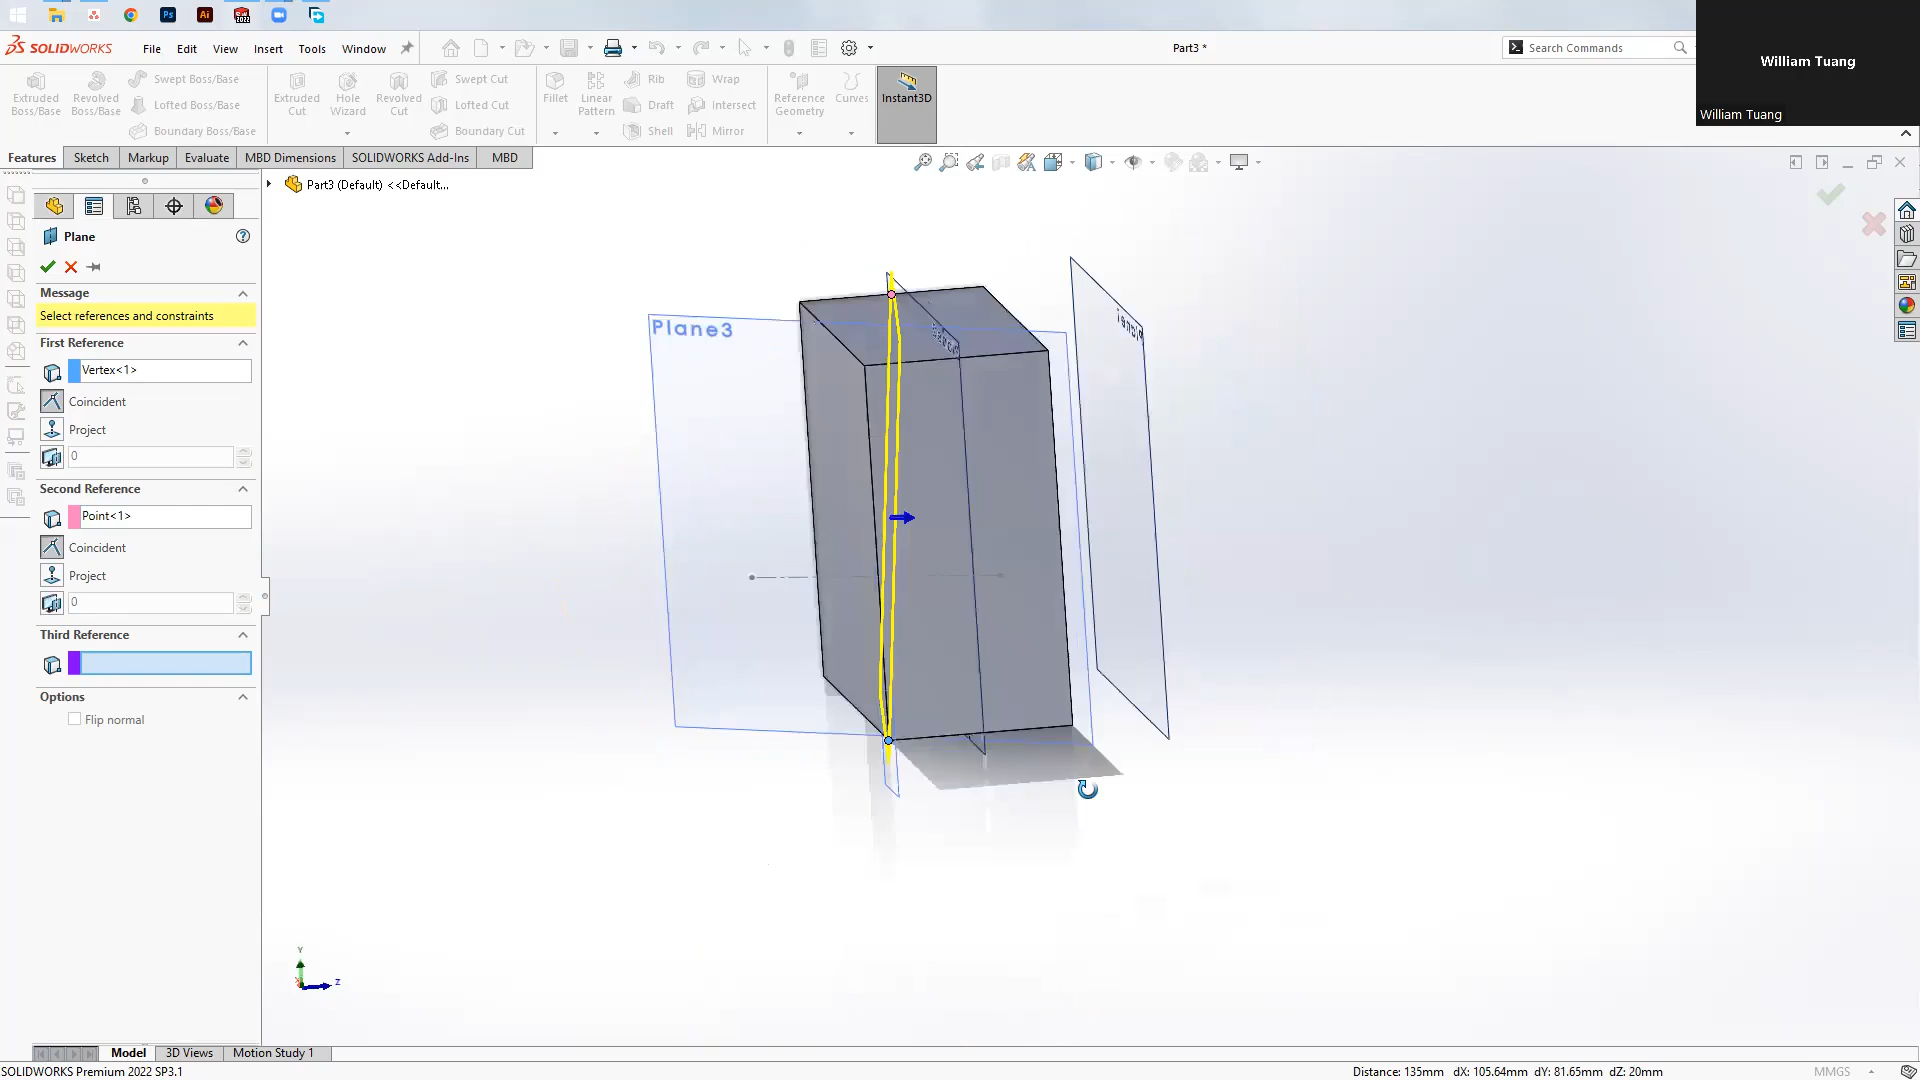 Ps
Ai
2022
SOLIDWORKS
File
Edit
View
Insert
Tools
Window
Part3 *
Search Commands
William Tuang
William Tuang
Extruded
Boss/Base
Revolved
Boss/Base
Swept Boss/Base
Lofted Boss/Base
Boundary Boss/Base
Extruded
Cut
Hole
Wizard
Revolved
Cut
Swept Cut
Lofted Cut
Boundary Cut
Fillet
Linear
Pattern
Rib
Draft
Shell
Wrap
Intersect
Mirror
Reference
Geometry
Curves
Instant3D
Features
Sketch
Markup
Evaluate
MBD Dimensions
SOLIDWORKS Add-Ins
MBD
Part3 (Default) <<Default...
Plane
Message
Select references and constraints
First Reference
Vertex<1>
Coincident
Project
0
Second Reference
Point<1>
Coincident
Project
0
Third Reference
Options
Flip normal
Plane3
Plane1
Y
Z
Model
3D Views
Motion Study 1
SOLIDWORKS Premium 2022 SP3.1
Distance: 135mm dX: 105.64mm dY: 81.65mm dZ: 20mm
MMGS